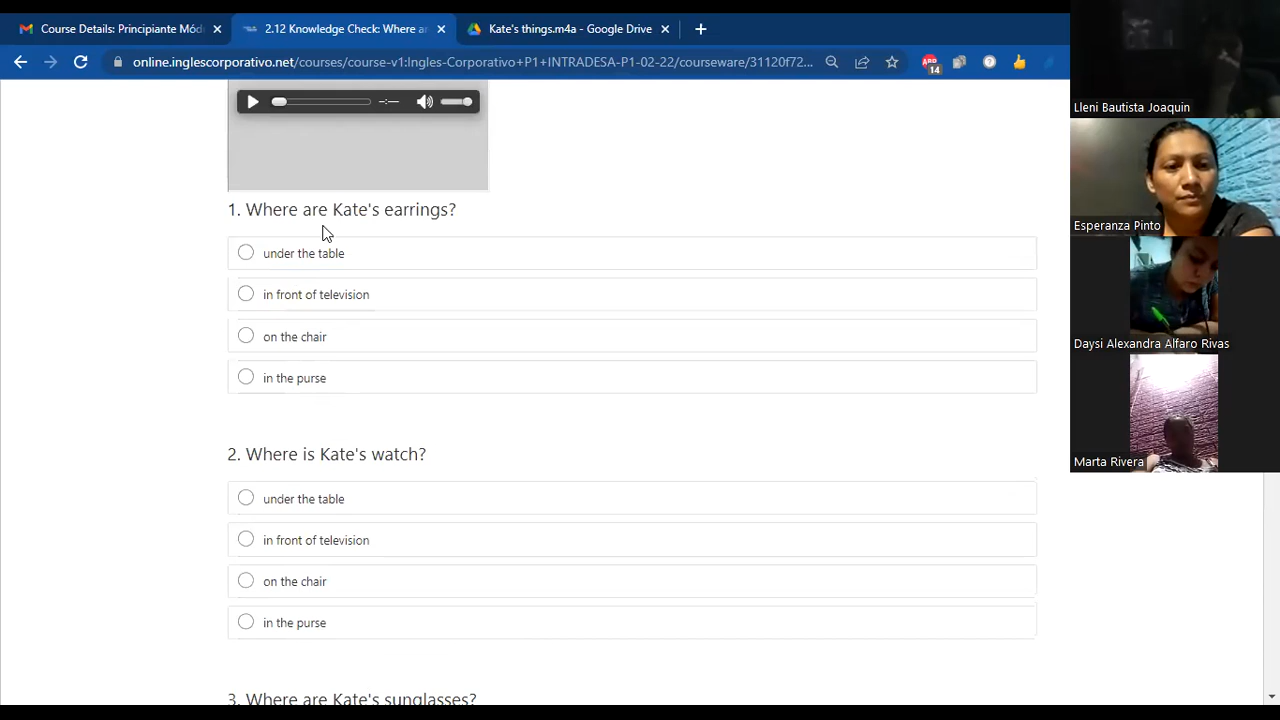 Course Details: Principiante Mód
2.12 Knowledge Check: Where ar
Kate's things.m4a - Google Drive
online.inglescorporativo.net/courses/course-v1:Ingles-Corporativo+P1+INTRADESA-P1-02-22/courseware/31120f72...
14
-:--
1. Where are Kate's earrings?
under the table
in front of television
on the chair
in the purse
2. Where is Kate's watch?
under the table
in front of television
on the chair
in the purse
3. Where are Kate's sunglasses?
Lleni Bautista Joaquin
Esperanza Pinto
Daysi Alexandra Alfaro Rivas
Marta Rivera